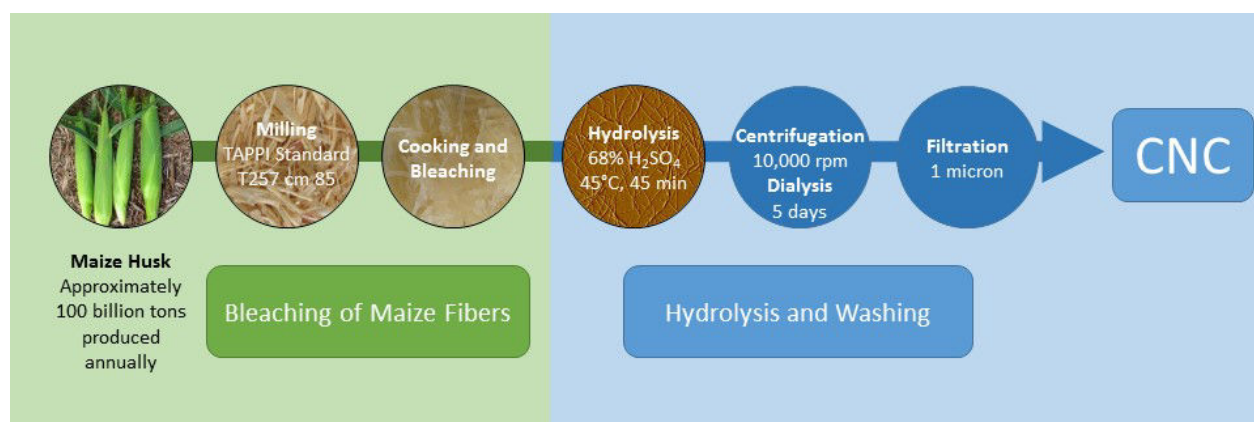 Milling
TAPPI Standard
T257 cm 85
Cooking and
Bleaching
Hydrolysis
68% H₂SO₄
45°C, 45 min
Centrifugation
10,000 rpm
Dialysis
5 days
Filtration
1 micron
CNC
Maize Husk
Approximately
100 billion tons
produced
annually
Bleaching of Maize Fibers
Hydrolysis and Washing